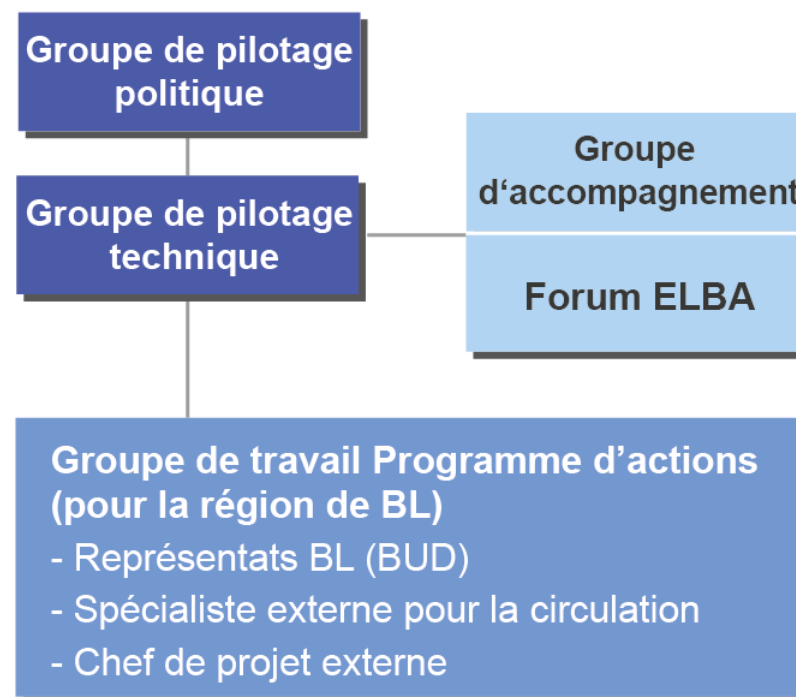 Groupe de pilotage
politique
Groupe de pilotage
technique
Groupe
d‘accompagnement
Forum ELBA
Groupe de travail Programme d’actions
(pour la région de BL)
- Représentats BL (BUD)
- Spécialiste externe pour la circulation
- Chef de projet externe